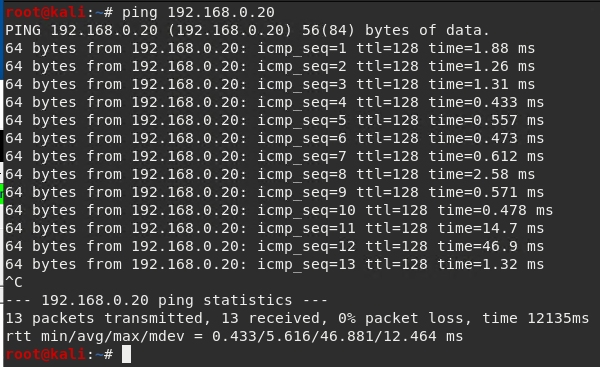 root@kali:~# ping 192.168.0.20
PING 192.168.0.20 (192.168.0.20) 56(84) bytes of data.
64 bytes from 192.168.0.20: icmp_seq=1 ttl=128 time=1.88 ms
64 bytes from 192.168.0.20: icmp_seq=2 ttl=128 time=1.26 ms
64 bytes from 192.168.0.20: icmp_seq=3 ttl=128 time=1.31 ms
64 bytes from 192.168.0.20: icmp_seq=4 ttl=128 time=0.433 ms
64 bytes from 192.168.0.20: icmp_seq=5 ttl=128 time=0.557 ms
64 bytes from 192.168.0.20: icmp_seq=6 ttl=128 time=0.473 ms
64 bytes from 192.168.0.20: icmp_seq=7 ttl=128 time=0.612 ms
64 bytes from 192.168.0.20: icmp_seq=8 ttl=128 time=2.58 ms
64 bytes from 192.168.0.20: icmp_seq=9 ttl=128 time=0.571 ms
64 bytes from 192.168.0.20: icmp_seq=10 ttl=128 time=0.478 ms
64 bytes from 192.168.0.20: icmp_seq=11 ttl=128 time=14.7 ms
64 bytes from 192.168.0.20: icmp_seq=12 ttl=128 time=46.9 ms
64 bytes from 192.168.0.20: icmp_seq=13 ttl=128 time=1.32 ms
^C
--- 192.168.0.20 ping statistics ---
13 packets transmitted, 13 received, 0% packet loss, time 12135ms
rtt min/avg/max/mdev = 0.433/5.616/46.881/12.464 ms
root@kali:~#